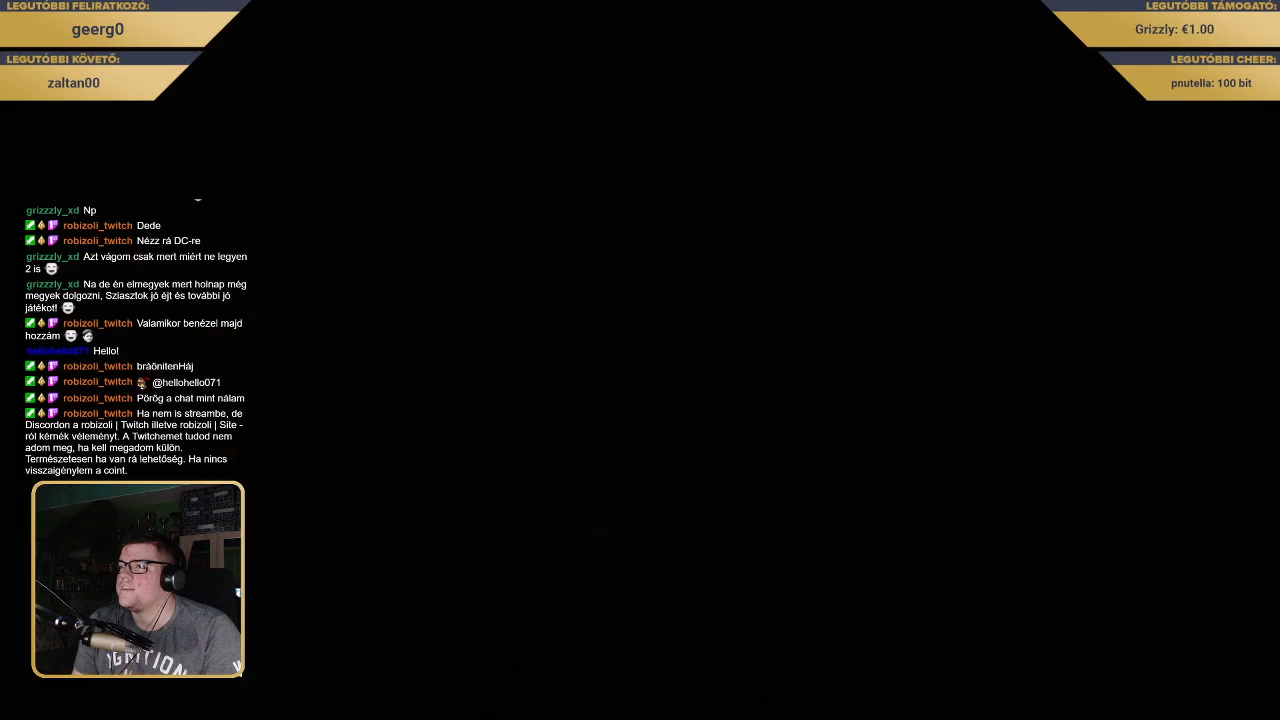 LEGUTÓBBI FELIRATKOZÓ:
geerg0
LEGUTÓBBI KÖVETŐ:
zaltan00
LEGUTÓBBI TÁMOGATÓ:
Grizzly: €1.00
LEGUTÓBBI CHEER:
pnutella: 100 bit
grizzzly_xd Np
robizoli_twitch Dede
robizoli_twitch Nézz rá DC-re
grizzzly_xd Azt vágom csak mert miért ne legyen
2 is
grizzzly_xd Na de én elmegyek mert holnap még
megyek dolgozni, Sziasztok jó éjt és további jó
játékot!
robizoli_twitch Valamikor benézel majd
hozzám
hellohello071 Hello!
robizoli_twitch bráönitenHáj
robizoli_twitch @hellohello071
robizoli_twitch Pörög a chat mint nálam
robizoli_twitch Ha nem is streambe, de
Discordon a robizoli | Twitch illetve robizoli | Site -
ról kérnék véleményt. A Twitchemet tudod nem
adom meg, ha kell megadom külön.
Természetesen ha van rá lehetőség. Ha nincs
visszaigénylem a coint.
IGNITION